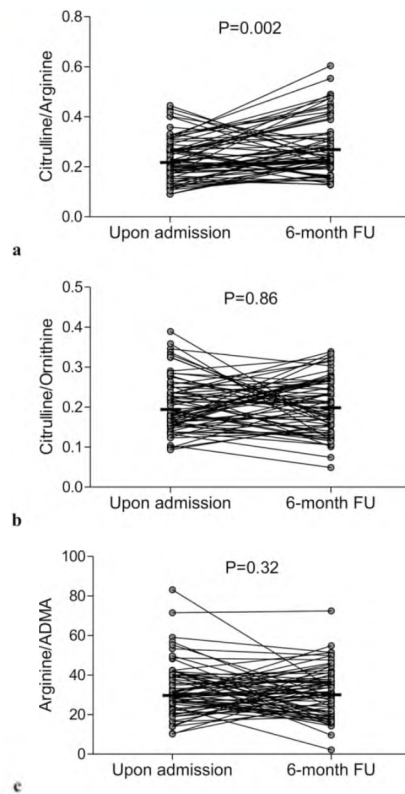 P=0.002
Citrulline/Arginine
0.8
0.6
0.4
0.2
0.0
Upon admission 6-month FU
a
P=0.86
Citrulline/Ornithine
0.5
0.4
0.3
0.2
0.1
0.0
Upon admission 6-month FU
b
P=0.32
Arginine/ADMA
100
80
60
40
20
0
Upon admission 6-month FU
c